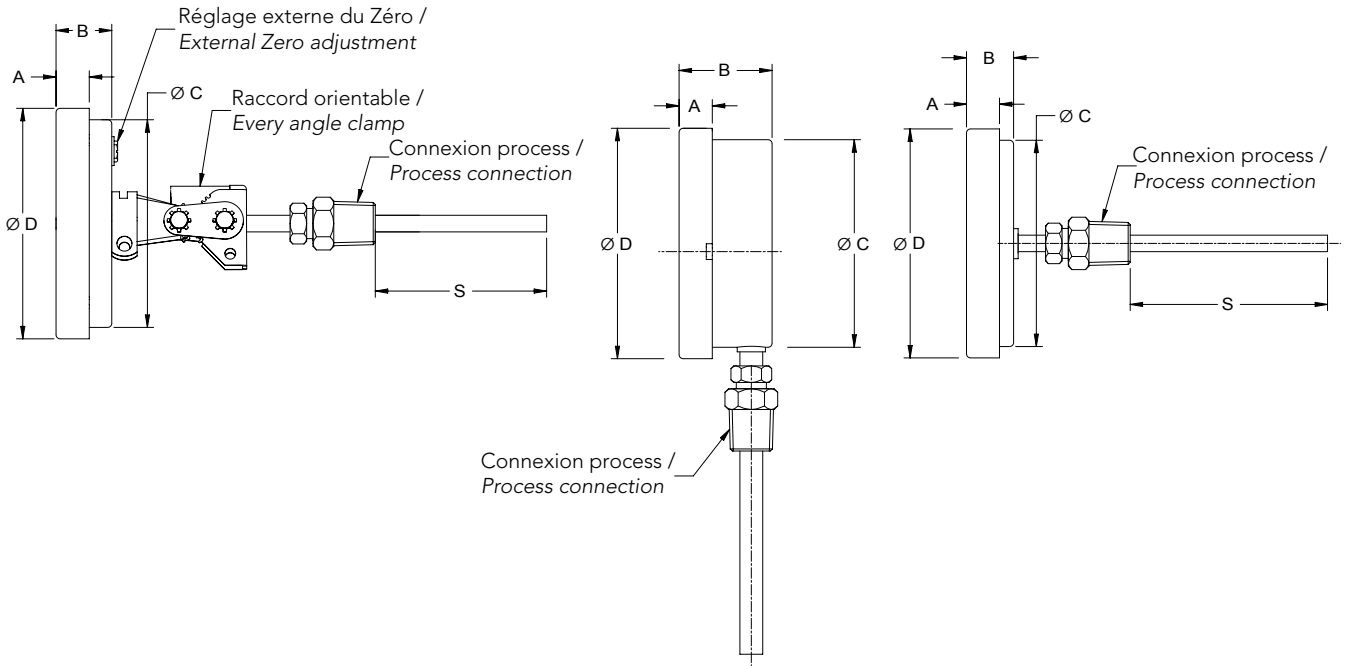 Réglage externe du Zéro /
External Zero adjustment
B
A
Ø C
Raccord orientable /
Every angle clamp
Connexion process /
Process connection
Ø D
S
B
A
Ø D
Ø C
Connexion process /
Process connection
B
A
Ø C
Connexion process /
Process connection
Ø D
S